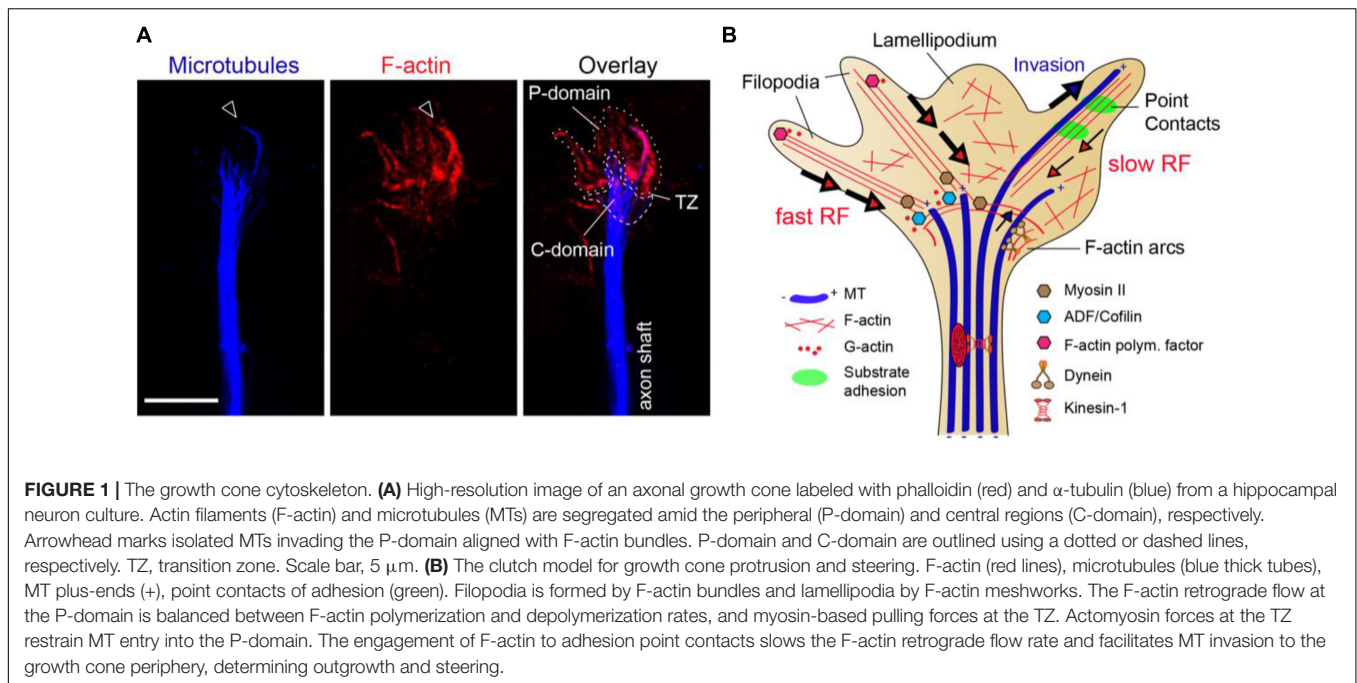 A
Microtubules
F-actin
Overlay
P-domain
TZ
C-domain
axon shaft
B
Lamellipodium
Filopodia
Invasion
+
Point
Contacts
slow RF
fast RF
+
+
+
F-actin arcs
- + MT
F-actin
G-actin
Substrate
adhesion
Myosin II
ADF/Cofilin
F-actin polym. factor
Dynein
Kinesin-1
- - - -
FIGURE 1 | The growth cone cytoskeleton. (A) High-resolution image of an axonal growth cone labeled with phalloidin (red) and α-tubulin (blue) from a hippocampal
neuron culture. Actin filaments (F-actin) and microtubules (MTs) are segregated amid the peripheral (P-domain) and central regions (C-domain), respectively.
Arrowhead marks isolated MTs invading the P-domain aligned with F-actin bundles. P-domain and C-domain are outlined using a dotted or dashed lines,
respectively. TZ, transition zone. Scale bar, 5 μm. (B) The clutch model for growth cone protrusion and steering. F-actin (red lines), microtubules (blue thick tubes),
MT plus-ends (+), point contacts of adhesion (green). Filopodia is formed by F-actin bundles and lamellipodia by F-actin meshworks. The F-actin retrograde flow at
the P-domain is balanced between F-actin polymerization and depolymerization rates, and myosin-based pulling forces at the TZ. Actomyosin forces at the TZ
restrain MT entry into the P-domain. The engagement of F-actin to adhesion point contacts slows the F-actin retrograde flow rate and facilitates MT invasion to the
growth cone periphery, determining outgrowth and steering.